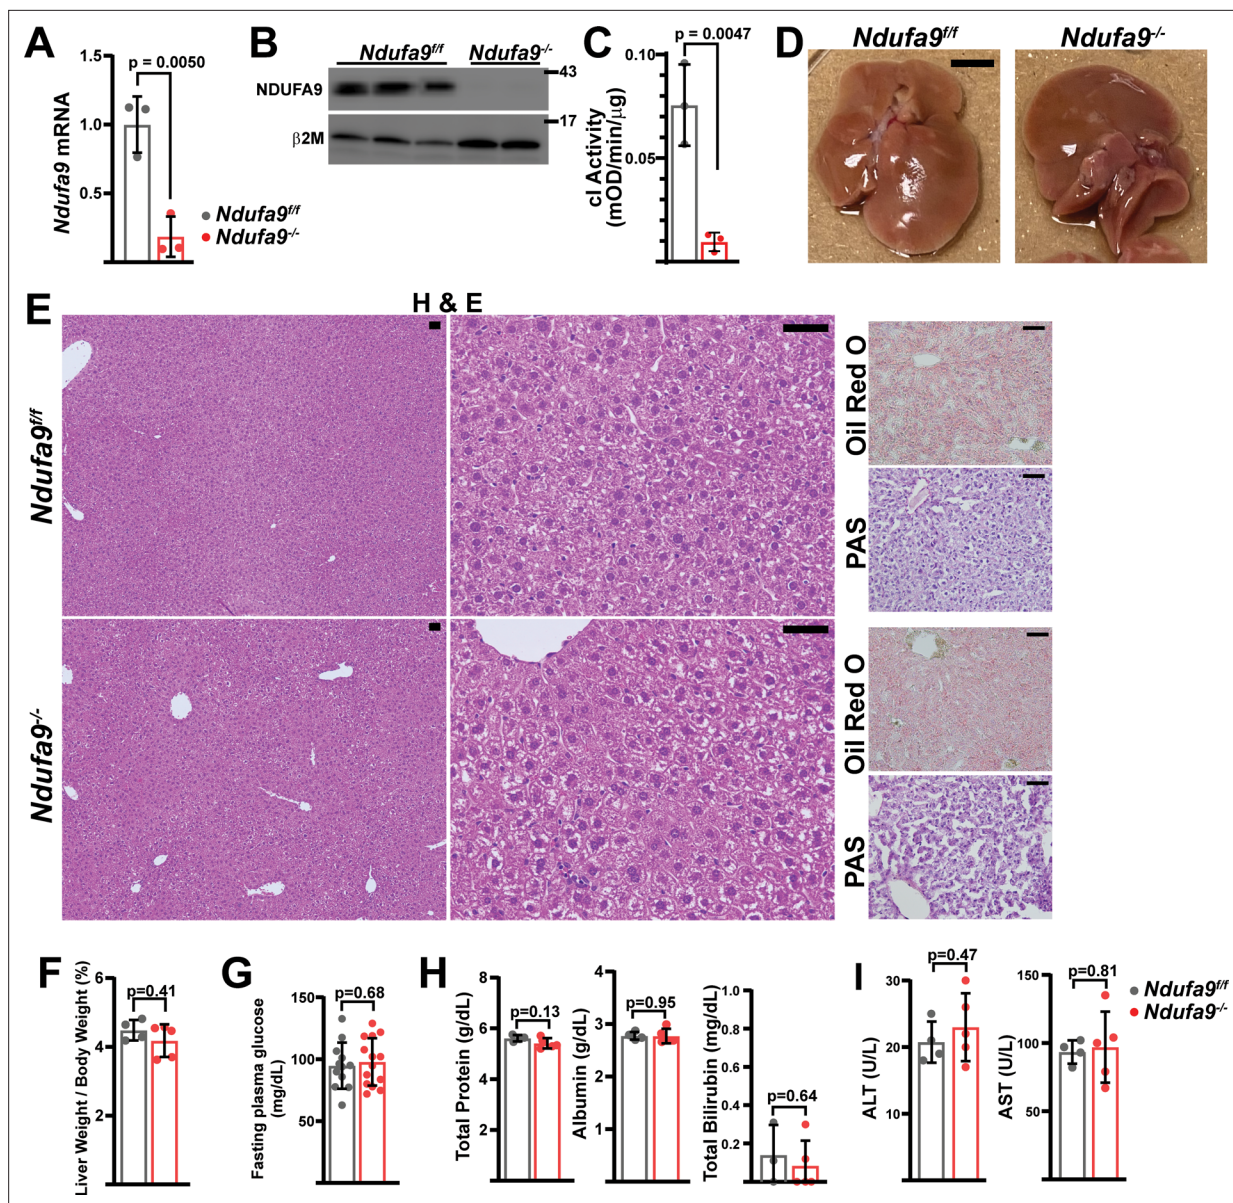 A
Ndufa9 mRNA
1.5
1.0
0.5
p = 0.0050
Ndufa9f/f
Ndufa9-/-
B
Ndufa9f/f
Ndufa9-/-
NDUFA9
43
β2M
17
C
cI Activity
(mOD/min/μg)
0.10
0.05
p = 0.0047
D
Ndufa9f/f
Ndufa9-/-
E
H & E
Ndufa9f/f
Oil Red O
PAS
Ndufa9-/-
Oil Red O
PAS
F
Liver Weight / Body Weight (%)
6
4
2
p=0.41
G
Fasting plasma glucose
(mg/dL)
150
100
50
p=0.68
H
Total Protein (g/dL)
8
6
4
2
p=0.13
Albumin (g/dL)
4
3
2
1
p=0.95
Total Bilirubin (mg/dL)
1.0
0.8
0.6
0.4
0.2
p=0.64
I
ALT (U/L)
30
20
10
p=0.47
AST (U/L)
150
100
50
p=0.81
Ndufa9f/f
Ndufa9-/-